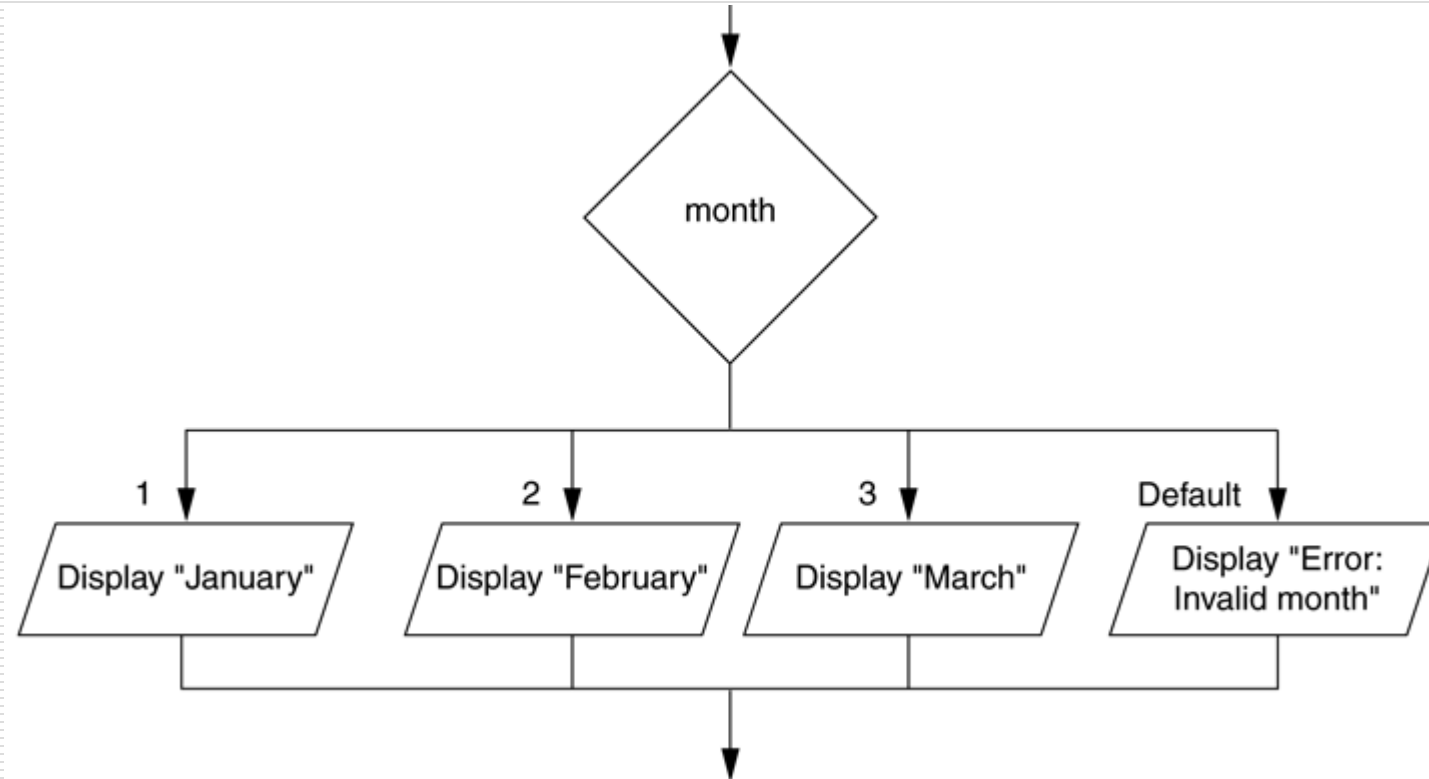 month
1
2
3
Default
Display "January"
Display "February"
Display "March"
Display "Error:
Invalid month"